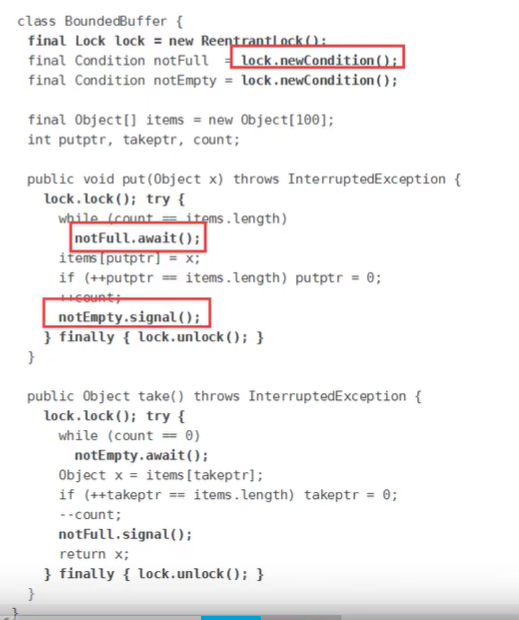 class BoundedBuffer {
final Lock lock = new ReentrantLock();
final Condition notFull = lock.newCondition();
final Condition notEmpty = lock.newCondition();
final Object[] items = new Object[100];
int putptr, takeptr, count;
public void put(Object x) throws InterruptedException {
lock.lock(); try {
while (count == items.length)
notFull.await();
items[putptr] = x;
if (++putptr == items.length) putptr = 0;
++count;
notEmpty.signal();
} finally { lock.unlock(); }
}
public Object take() throws InterruptedException {
lock.lock(); try {
while (count == 0)
notEmpty.await();
Object x = items[takeptr];
if (++takeptr == items.length) takeptr = 0;
--count;
notFull.signal();
return x;
} finally { lock.unlock(); }
}
}